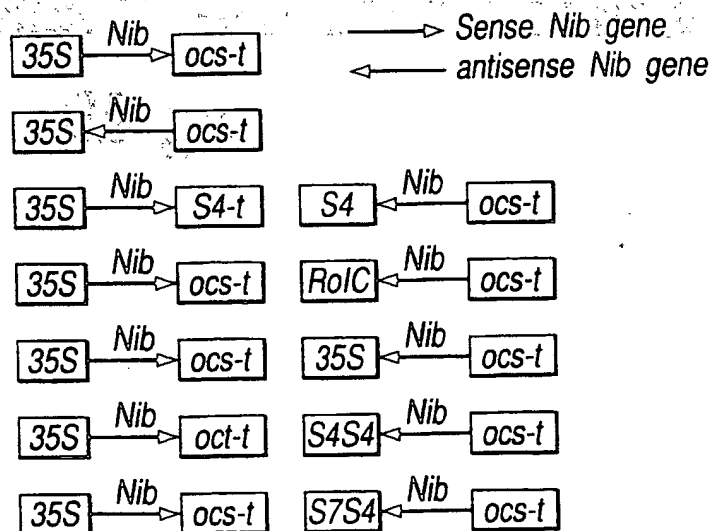 Nib Sense Nib gene
35S ocs-t antisense Nib gene
Nib
35S ocs-t
Nib Nib
35S S4-t S4 ocs-t
Nib Nib
35S ocs-t RolC ocs-t
Nib Nib
35S ocs-t 35S ocs-t
Nib Nib
35S oct-t S4S4 ocs-t
Nib Nib
35S ocs-t S7S4 ocs-t